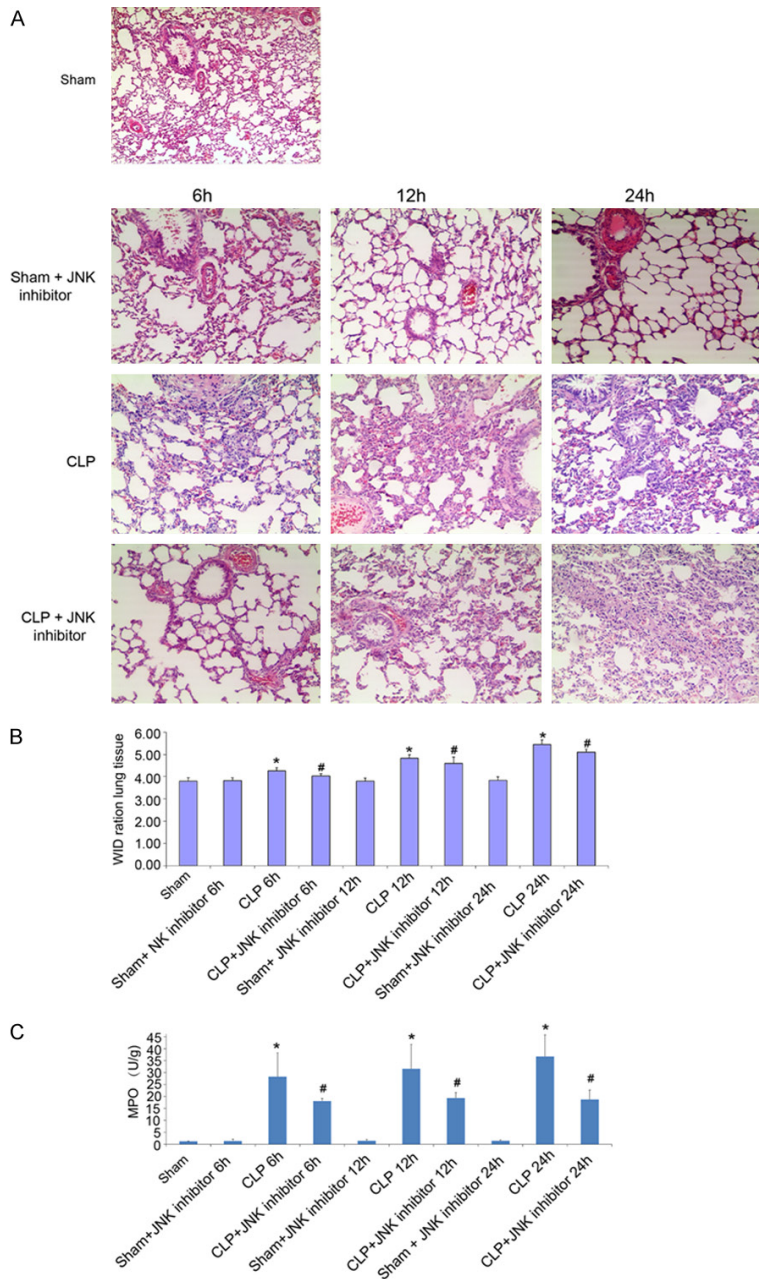 A
Sham
6h 12h 24h
Sham + JNK
inhibitor
CLP
CLP + JNK
inhibitor
B
WID ration lung tissue
6.00
5.00
4.00
3.00
2.00
1.00
0.00
* # * # * #
Sham
Sham+ NK inhibitor 6h
CLP 6h
CLP+JNK inhibitor 6h
Sham+ JNK inhibitor 12h
CLP 12h
CLP+JNK inhibitor 12h
Sham+JNK inhibitor 24h
CLP 24h
CLP+JNK inhibitor 24h
C
MPO （U/g)
45
40
35
30
25
20
15
10
5
0
* # * # * #
Sham
Sham+JNK inhibitor 6h
CLP 6h
CLP+JNK inhibitor 6h
Sham+JNK inhibitor 12h
CLP 12h
CLP+JNK inhibitor 12h
Sham + JNK inhibitor 24h
CLP 24h
CLP+JNK inhibitor 24h